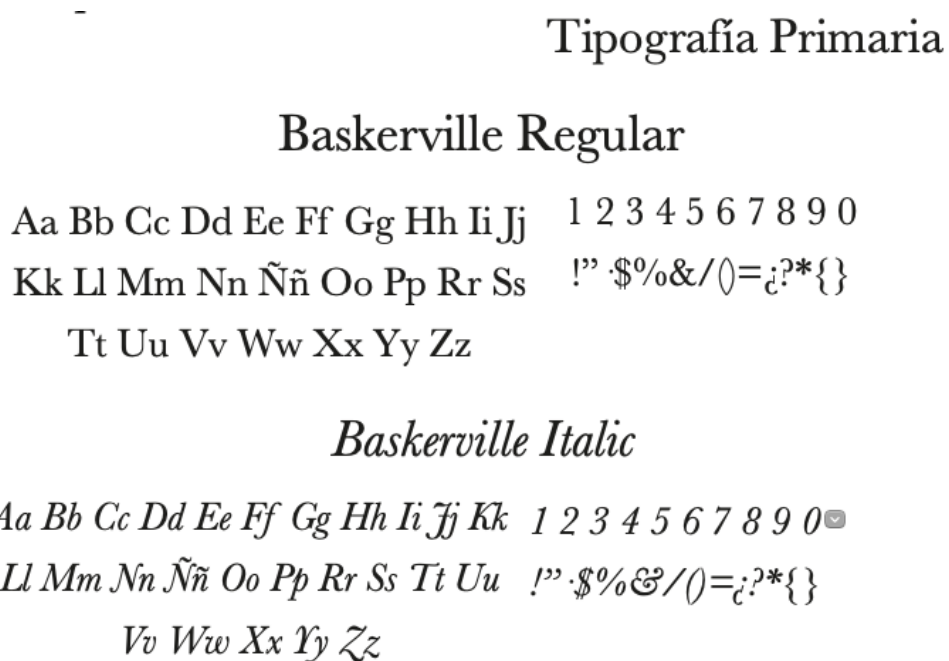 Tipografía Primaria
Baskerville Regular
Aa Bb Cc Dd Ee Ff Gg Hh Ii Jj
Kk Ll Mm Nn Ññ Oo Pp Rr Ss
Tt Uu Vv Ww Xx Yy Zz
1 2 3 4 5 6 7 8 9 0
!” ·$%&/()=¿?*{}
Baskerville Italic
Aa Bb Cc Dd Ee Ff Gg Hh Ii Jj Kk
Ll Mm Nn Ññ Oo Pp Rr Ss Tt Uu
Vv Ww Xx Yy Zz
1 2 3 4 5 6 7 8 9 0
!” ·$%&/()=¿?*{}